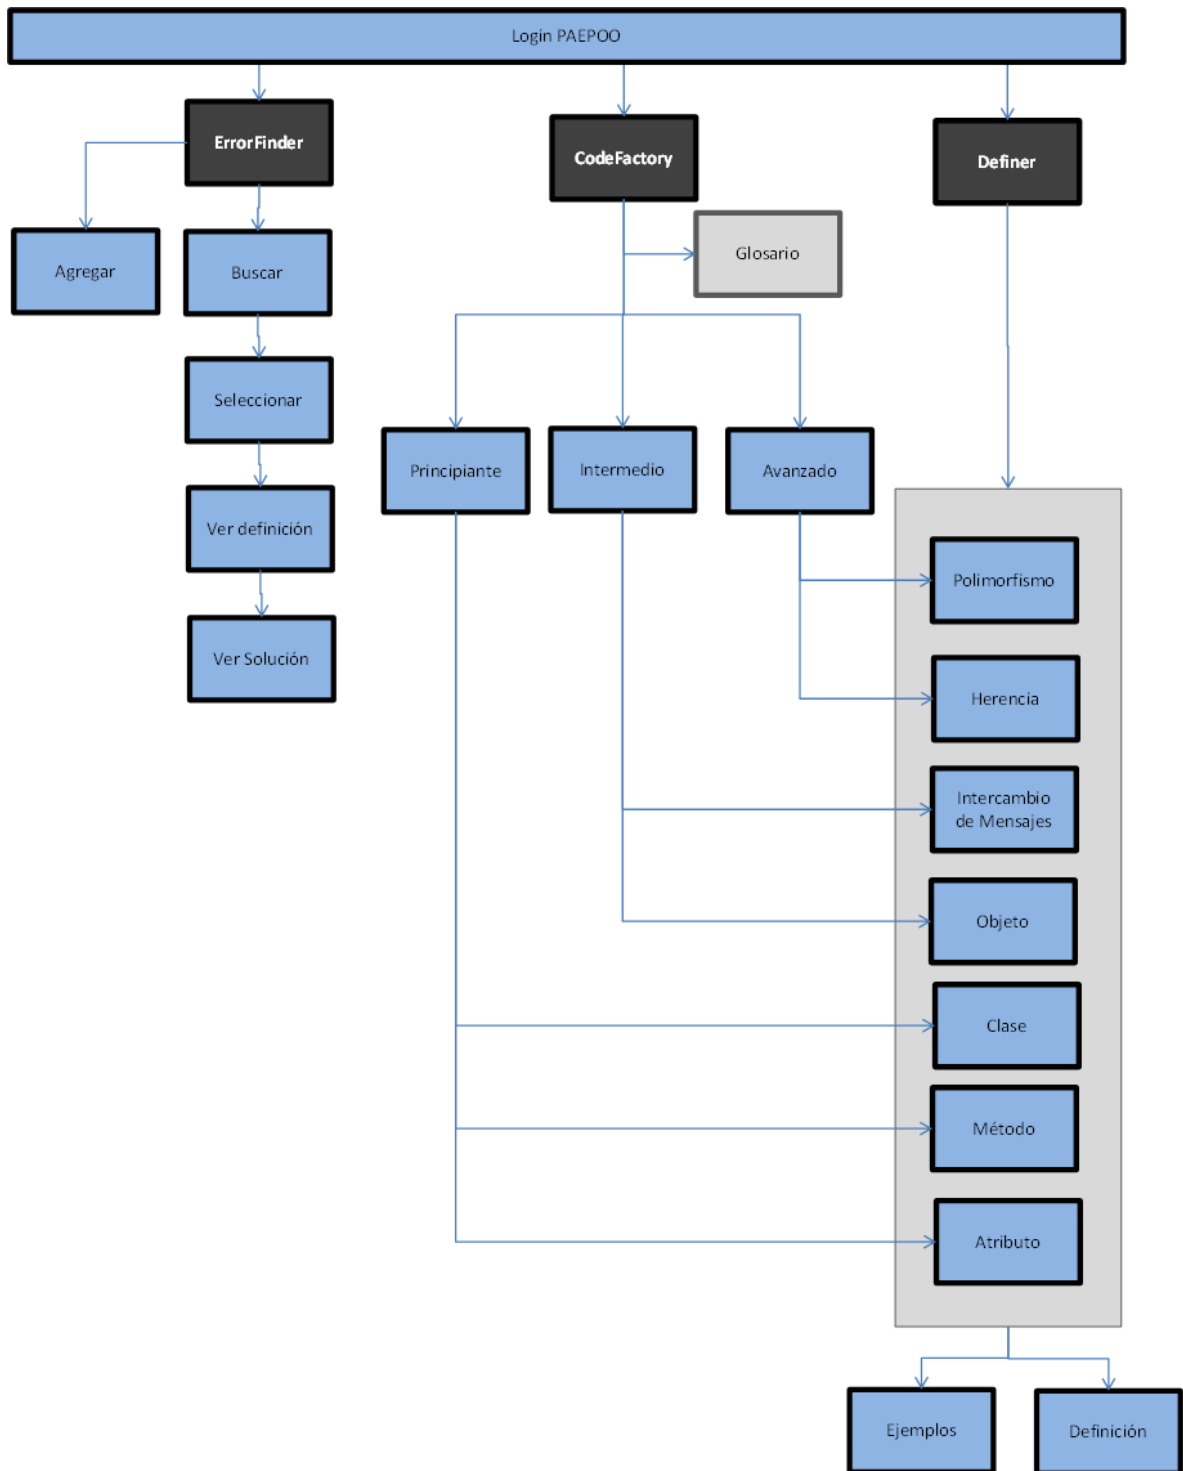 Login PAEPOO
ErrorFinder
CodeFactory
Definer
Agregar
Buscar
Glosario
Seleccionar
Principiante
Intermedio
Avanzado
Ver definición
Polimorfismo
Ver Solución
Herencia
Intercambio
de Mensajes
Objeto
Clase
Método
Atributo
Ejemplos
Definición